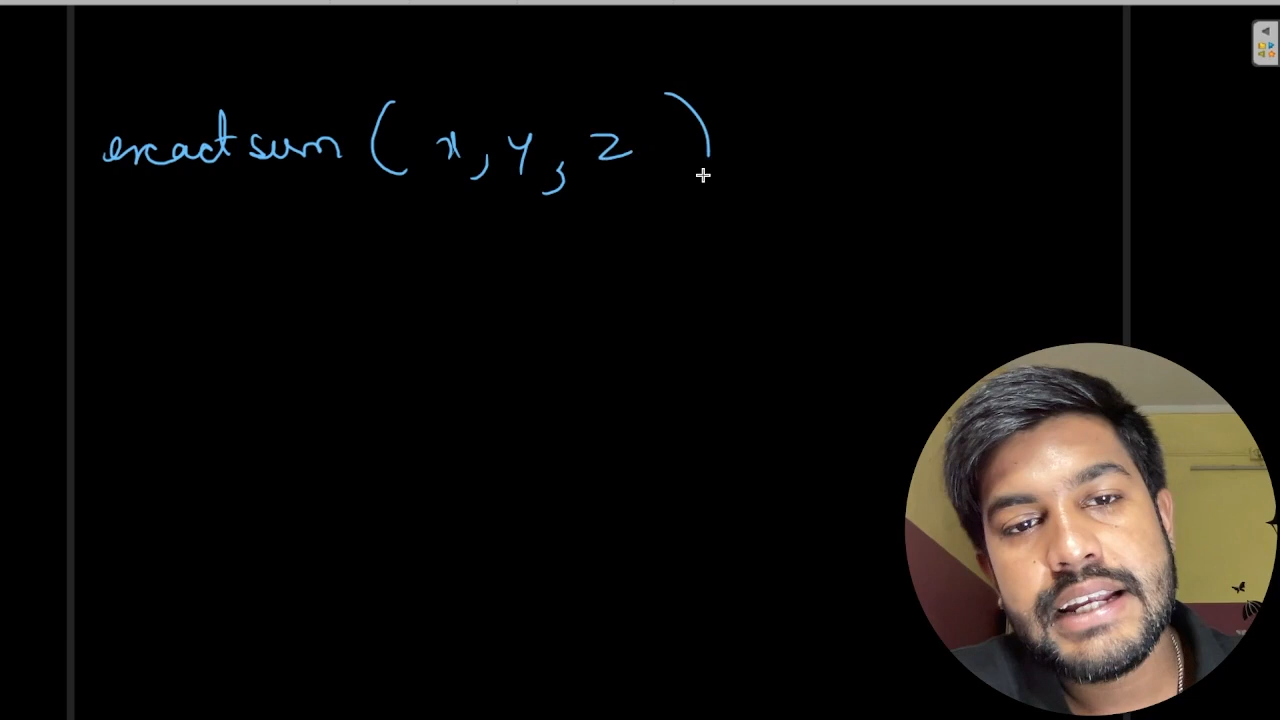 exactsum ( x, y, z )